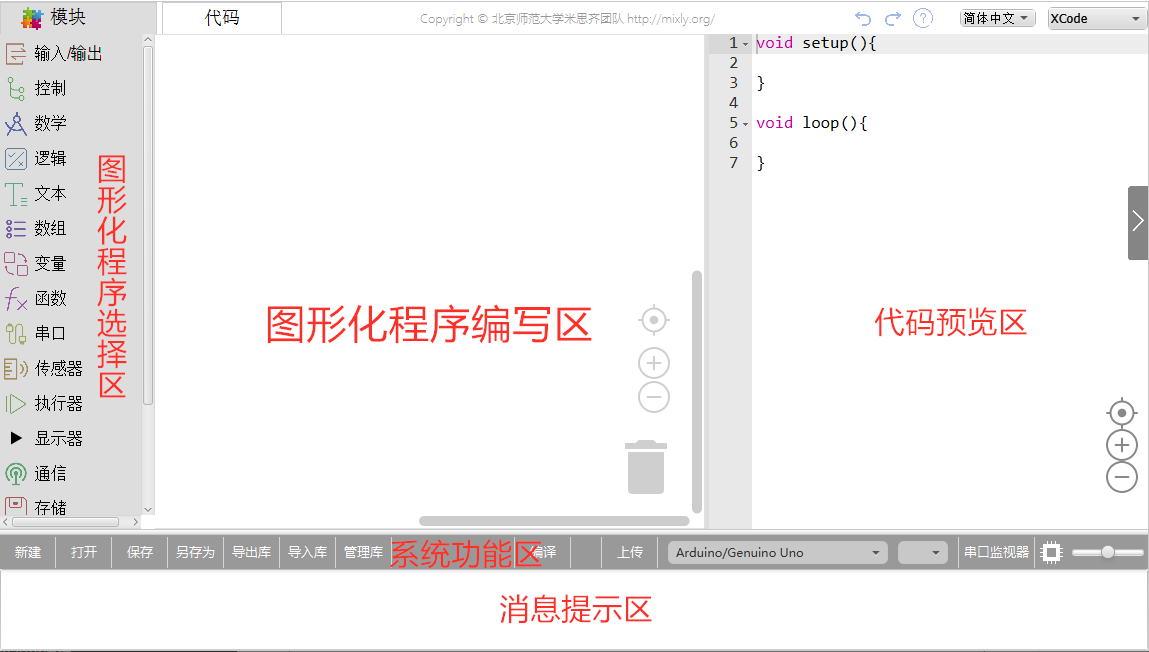 模块
代码
Copyright © 北京师范大学米思齐团队 http://mixly.org/
简体中文
XCode
输入/输出
控制
数学
逻辑
文本
数组
变量
函数
串口
传感器
执行器
显示器
通信
存储
图形化程序选择区
图形化程序编写区
1 void setup(){
2
3 }
4
5 void loop(){
6
7 }
代码预览区
新建 打开 保存 另存为 导出库 导入库 管理库 系统功能区 编译 上传 Arduino/Genuino Uno 串口监视器
消息提示区